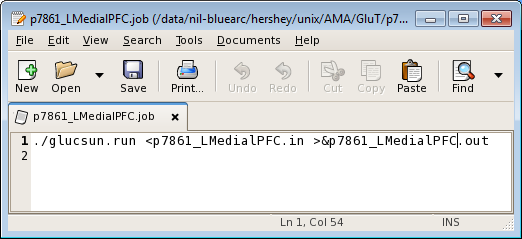 p7861_LMedialPFC.job (/data/nil-bluearc/hershey/unix/AMA/GluT/p7...
File Edit View Search Tools Documents Help
New Open Save Print... Undo Redo Cut Copy Paste Find
p7861_LMedialPFC.job
1 ./glucsun.run <p7861_LMedialPFC.in >&p7861_LMedialPFC.out
2
Ln 1, Col 54 INS